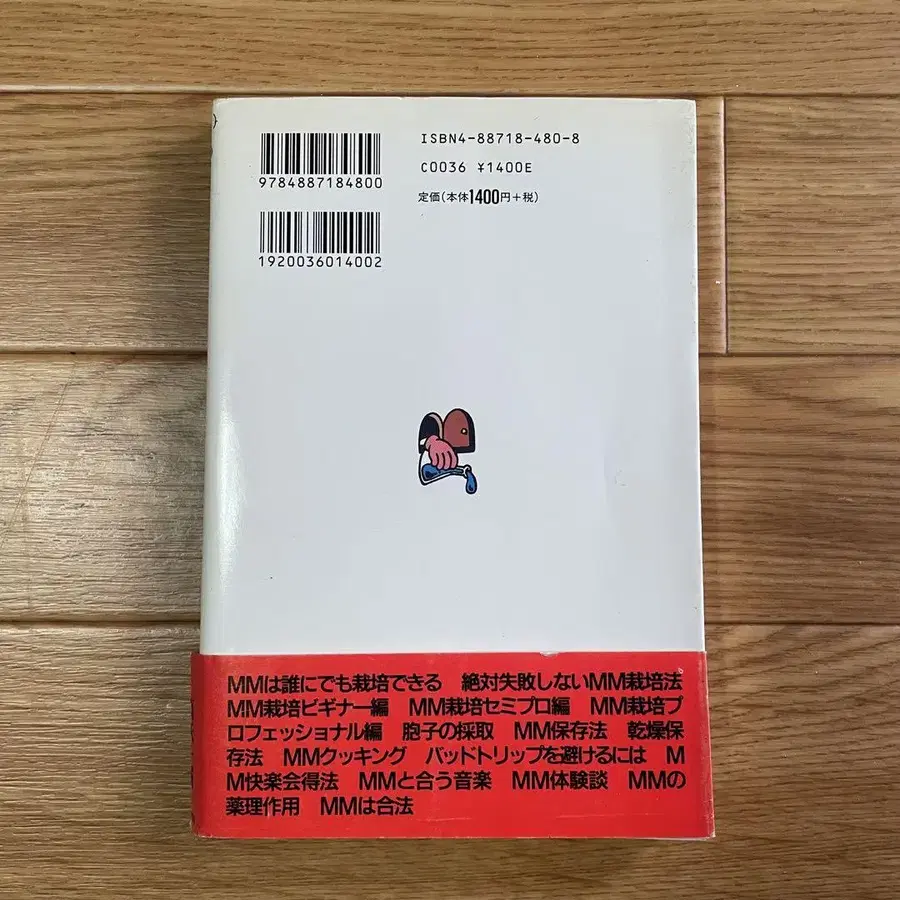 ISBN4-88718-480-8
9784887184800
C0036 ¥1400E
定価(本体1400円+税)
1920036014002
MMは誰にでも栽培できる　絶対失敗しないMM栽培法
MM栽培ビギナー編　MM栽培セミプロ編　MM栽培プ
ロフェッショナル編　胞子の採取　MM保存法　乾燥保
存法　MMクッキング　バッドトリップを避けるには　M
M快楽会得法　MMと合う音楽　MM体験談　MMの
薬理作用　MMは合法